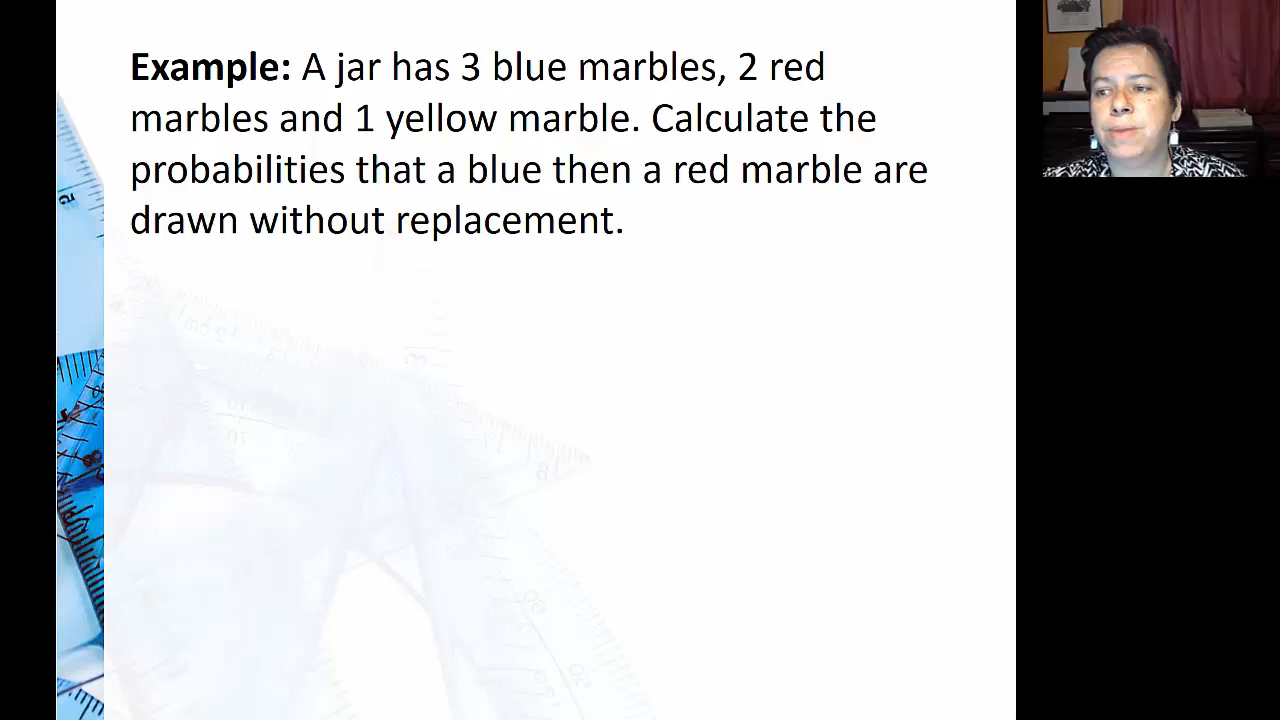 Example: A jar has 3 blue marbles, 2 red
marbles and 1 yellow marble. Calculate the
probabilities that a blue then a red marble are
drawn without replacement.